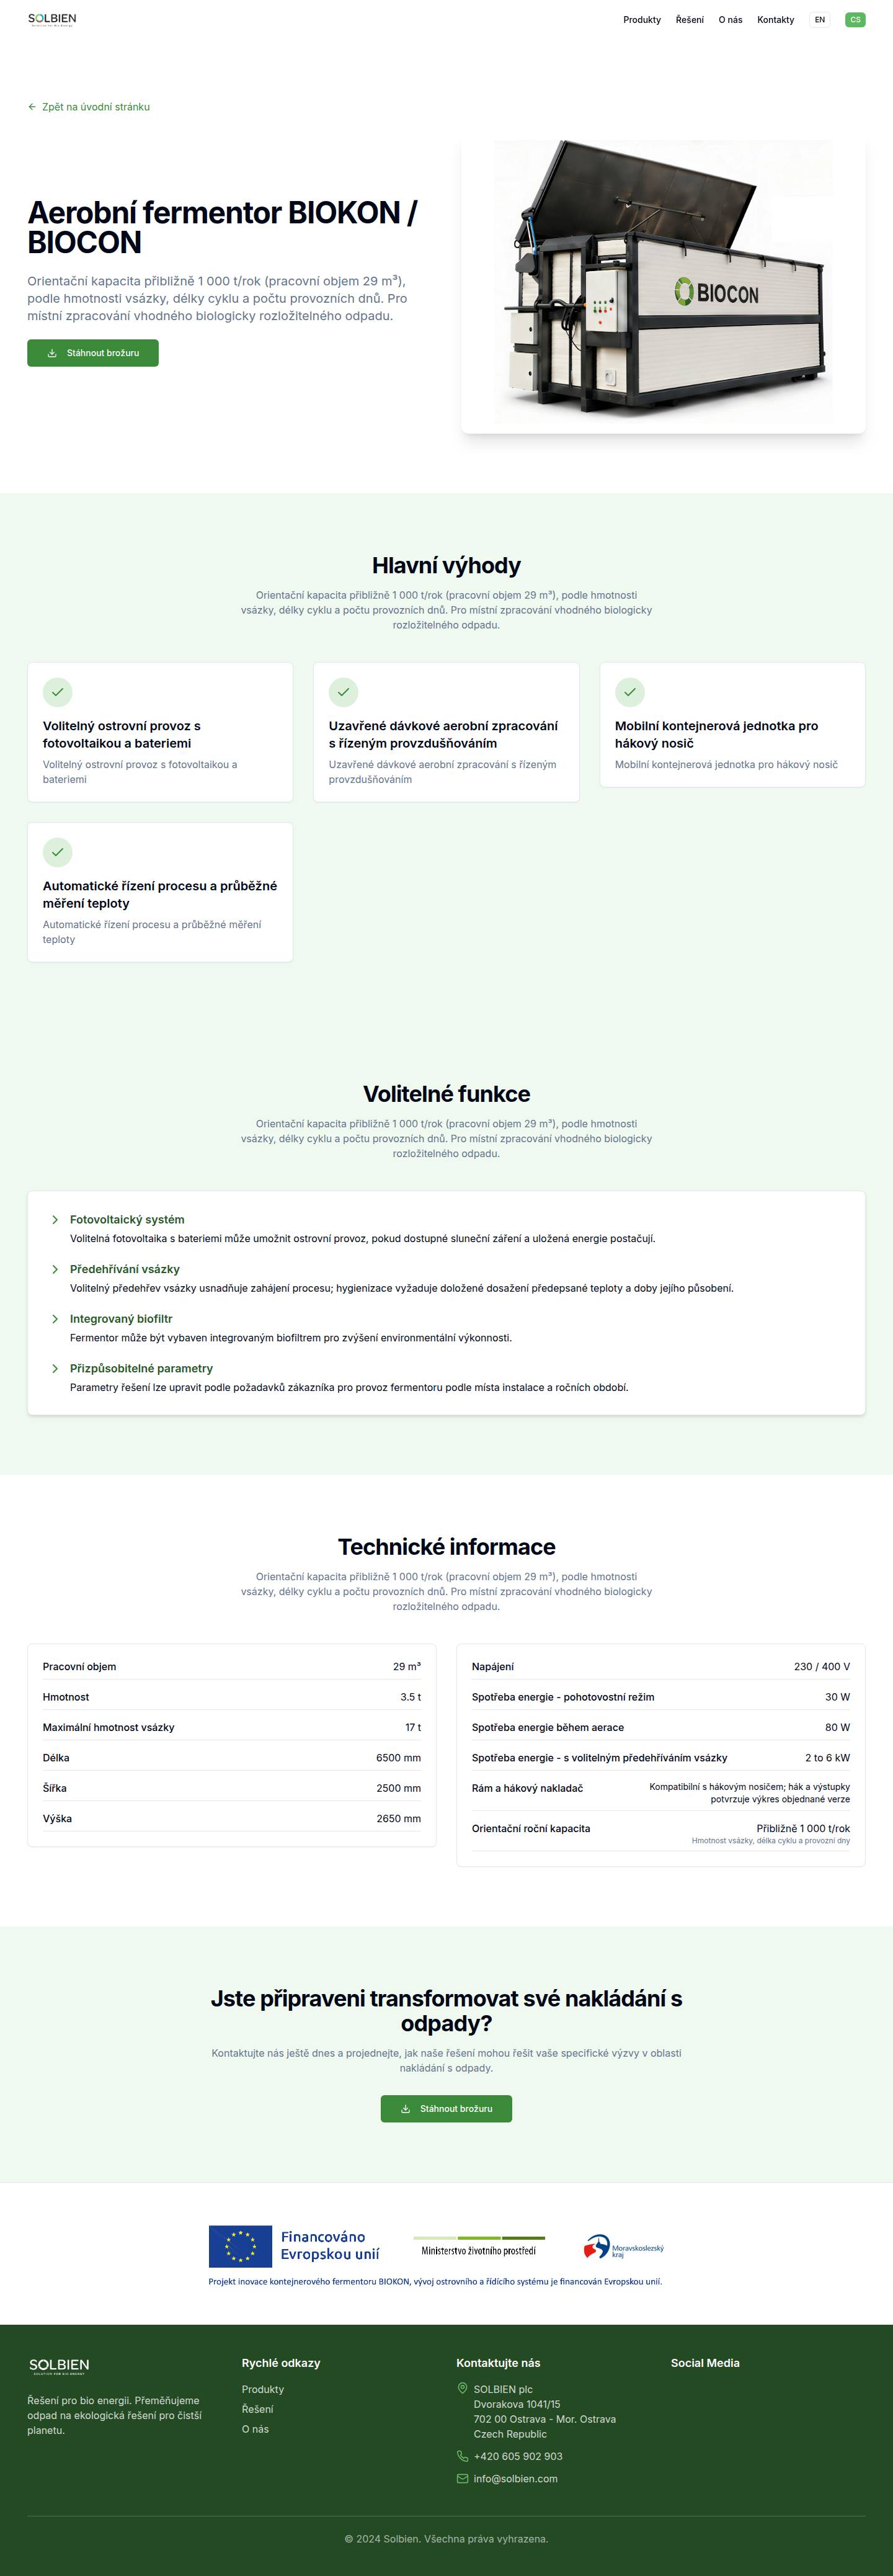 SOLBIEN
Produkty
Řešení
O nás
Kontakty
EN
CS
Zpět na úvodní stránku
Aerobní fermentor BIOKON /
BIOCON
Orientační kapacita přibližně 1 000 t/rok (pracovní objem 29 m³),
podle hmotnosti vsázky, délky cyklu a počtu provozních dnů. Pro
místní zpracování vhodného biologicky rozložitelného odpadu.
Stáhnout brožuru
BIOCON
Hlavní výhody
Orientační kapacita přibližně 1 000 t/rok (pracovní objem 29 m³), podle hmotnosti
vsázky, délky cyklu a počtu provozních dnů. Pro místní zpracování vhodného biologicky
rozložitelného odpadu.
Volitelný ostrovní provoz s
fotovoltaikou a bateriemi
Volitelný ostrovní provoz s fotovoltaikou a
bateriemi
Uzavřené dávkové aerobní zpracování
s řízeným provzdušňováním
Uzavřené dávkové aerobní zpracování s řízeným
provzdušňováním
Mobilní kontejnerová jednotka pro
hákový nosič
Mobilní kontejnerová jednotka pro hákový nosič
Automatické řízení procesu a průběžné
měření teploty
Automatické řízení procesu a průběžné měření
teploty
Volitelné funkce
Orientační kapacita přibližně 1 000 t/rok (pracovní objem 29 m³), podle hmotnosti
vsázky, délky cyklu a počtu provozních dnů. Pro místní zpracování vhodného biologicky
rozložitelného odpadu.
Fotovoltaický systém
Volitelná fotovoltaika s bateriemi může umožnit ostrovní provoz, pokud dostupné sluneční záření a uložená energie postačují.
Předehřívání vsázky
Volitelný předehřev vsázky usnadňuje zahájení procesu; hygienizace vyžaduje doložené dosažení předepsané teploty a doby jejího působení.
Integrovaný biofiltr
Fermentor může být vybaven integrovaným biofiltrem pro zvýšení environmentální výkonnosti.
Přizpůsobitelné parametry
Parametry řešení lze upravit podle požadavků zákazníka pro provoz fermentoru podle místa instalace a ročních období.
Technické informace
Orientační kapacita přibližně 1 000 t/rok (pracovní objem 29 m³), podle hmotnosti
vsázky, délky cyklu a počtu provozních dnů. Pro místní zpracování vhodného biologicky
rozložitelného odpadu.
Pracovní objem 29 m³
Hmotnost 3.5 t
Maximální hmotnost vsázky 17 t
Délka 6500 mm
Šířka 2500 mm
Výška 2650 mm
Napájení 230 / 400 V
Spotřeba energie - pohotovostní režim 30 W
Spotřeba energie během aerace 80 W
Spotřeba energie - s volitelným předehříváním vsázky 2 to 6 kW
Rám a hákový nakladač Kompatibilní s hákovým nosičem; hák a výstupky
potvrzuje výkres objednané verze
Orientační roční kapacita Přibližně 1 000 t/rok
Hmotnost vsázky, délka cyklu a provozní dny
Jste připraveni transformovat své nakládání s
odpady?
Kontaktujte nás ještě dnes a projednejte, jak naše řešení mohou řešit vaše specifické výzvy v oblasti
nakládání s odpady.
Stáhnout brožuru
Financováno
Evropskou unií
Ministerstvo životního prostředí
Moravskoslezský
kraj
Projekt inovace kontejnerového fermentoru BIOKON, vývoj ostrovního a řídícího systému je financován Evropskou unií.
SOLBIEN
SOLUTION FOR BIO ENERGY
Řešení pro bio energii. Přeměňujeme
odpad na ekologická řešení pro čistší
planetu.
Rychlé odkazy
Produkty
Řešení
O nás
Kontaktujte nás
SOLBIEN plc
Dvorakova 1041/15
702 00 Ostrava - Mor. Ostrava
Czech Republic
+420 605 902 903
info@solbien.com
Social Media
© 2024 Solbien. Všechna práva vyhrazena.